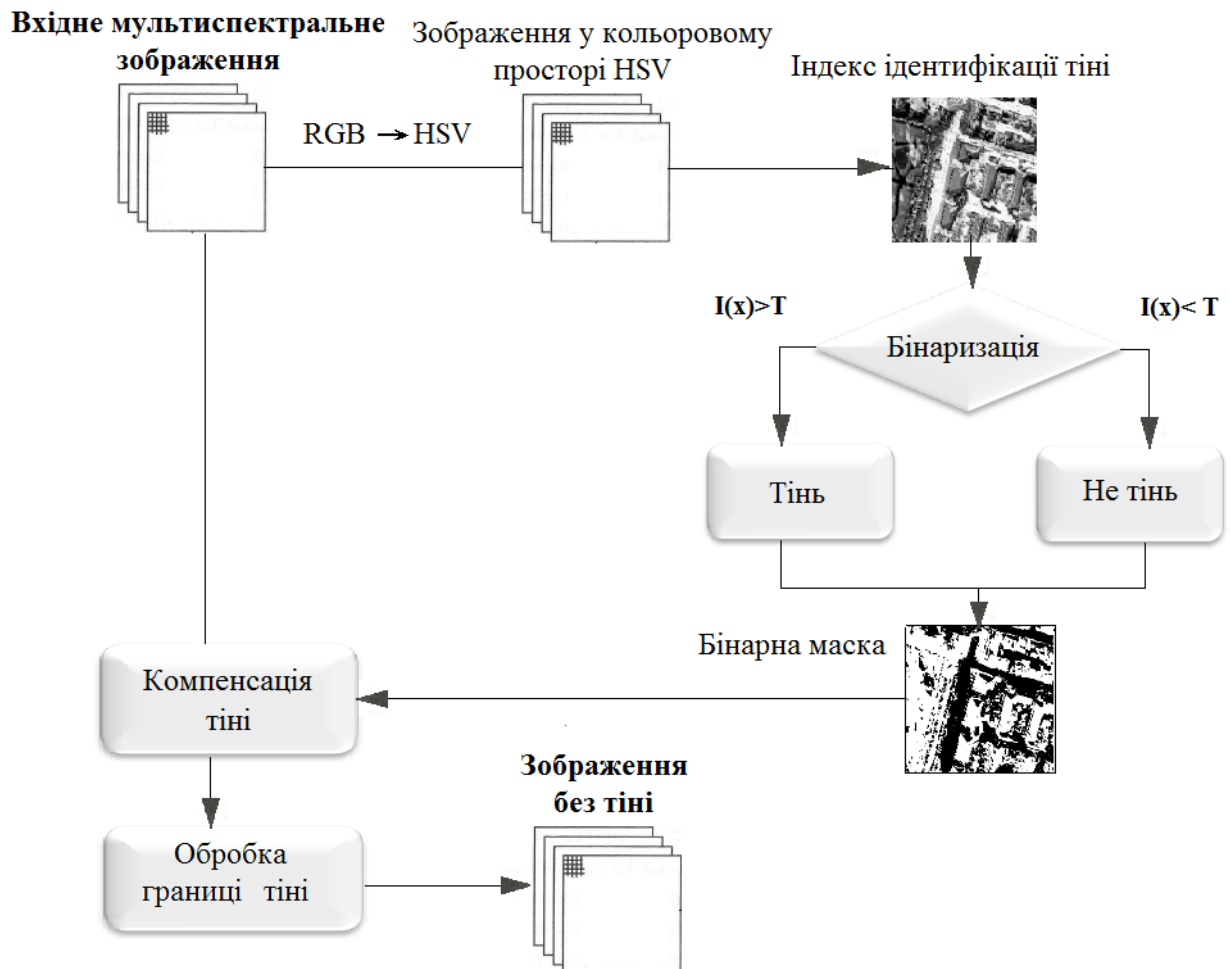 Вхідне мультиспектральне
зображення
Зображення у кольоровому
просторі HSV
Індекс ідентифікації тіні
RGB → HSV
I(x)>T
I(x)< T
Бінаризація
Тінь
Не тінь
Бінарна маска
Компенсація
тіні
Зображення
без тіні
Обробка
границі тіні